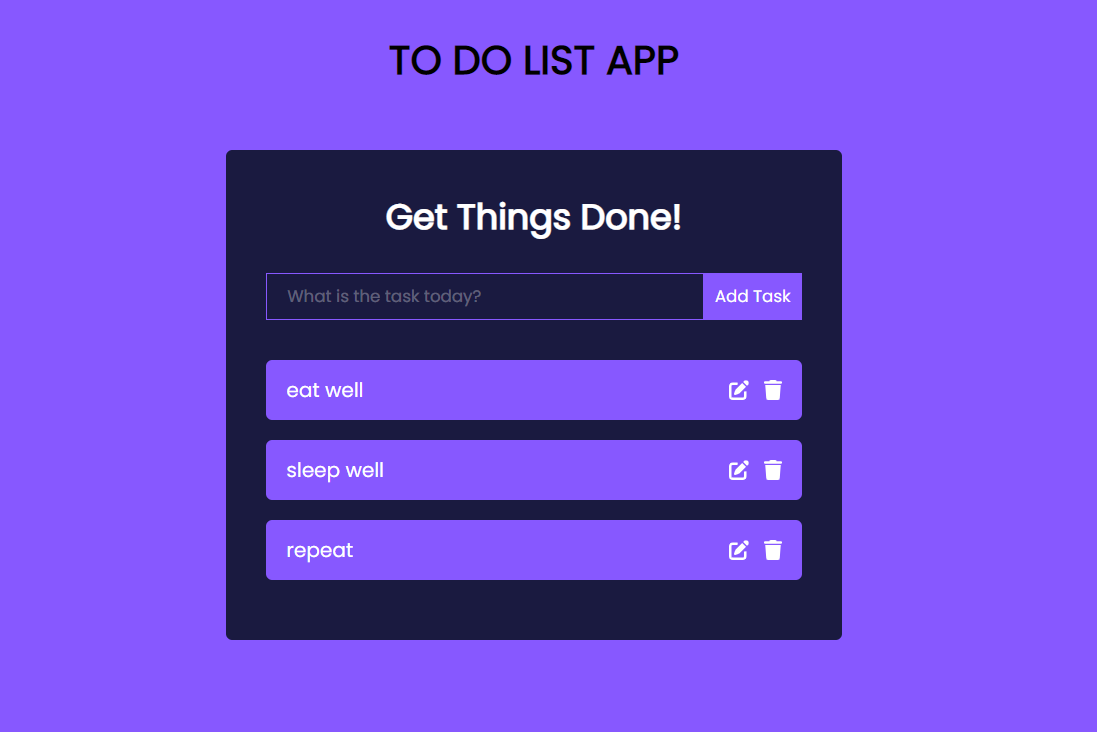 TO DO LIST APP
Get Things Done!
What is the task today?
Add Task
eat well
sleep well
repeat